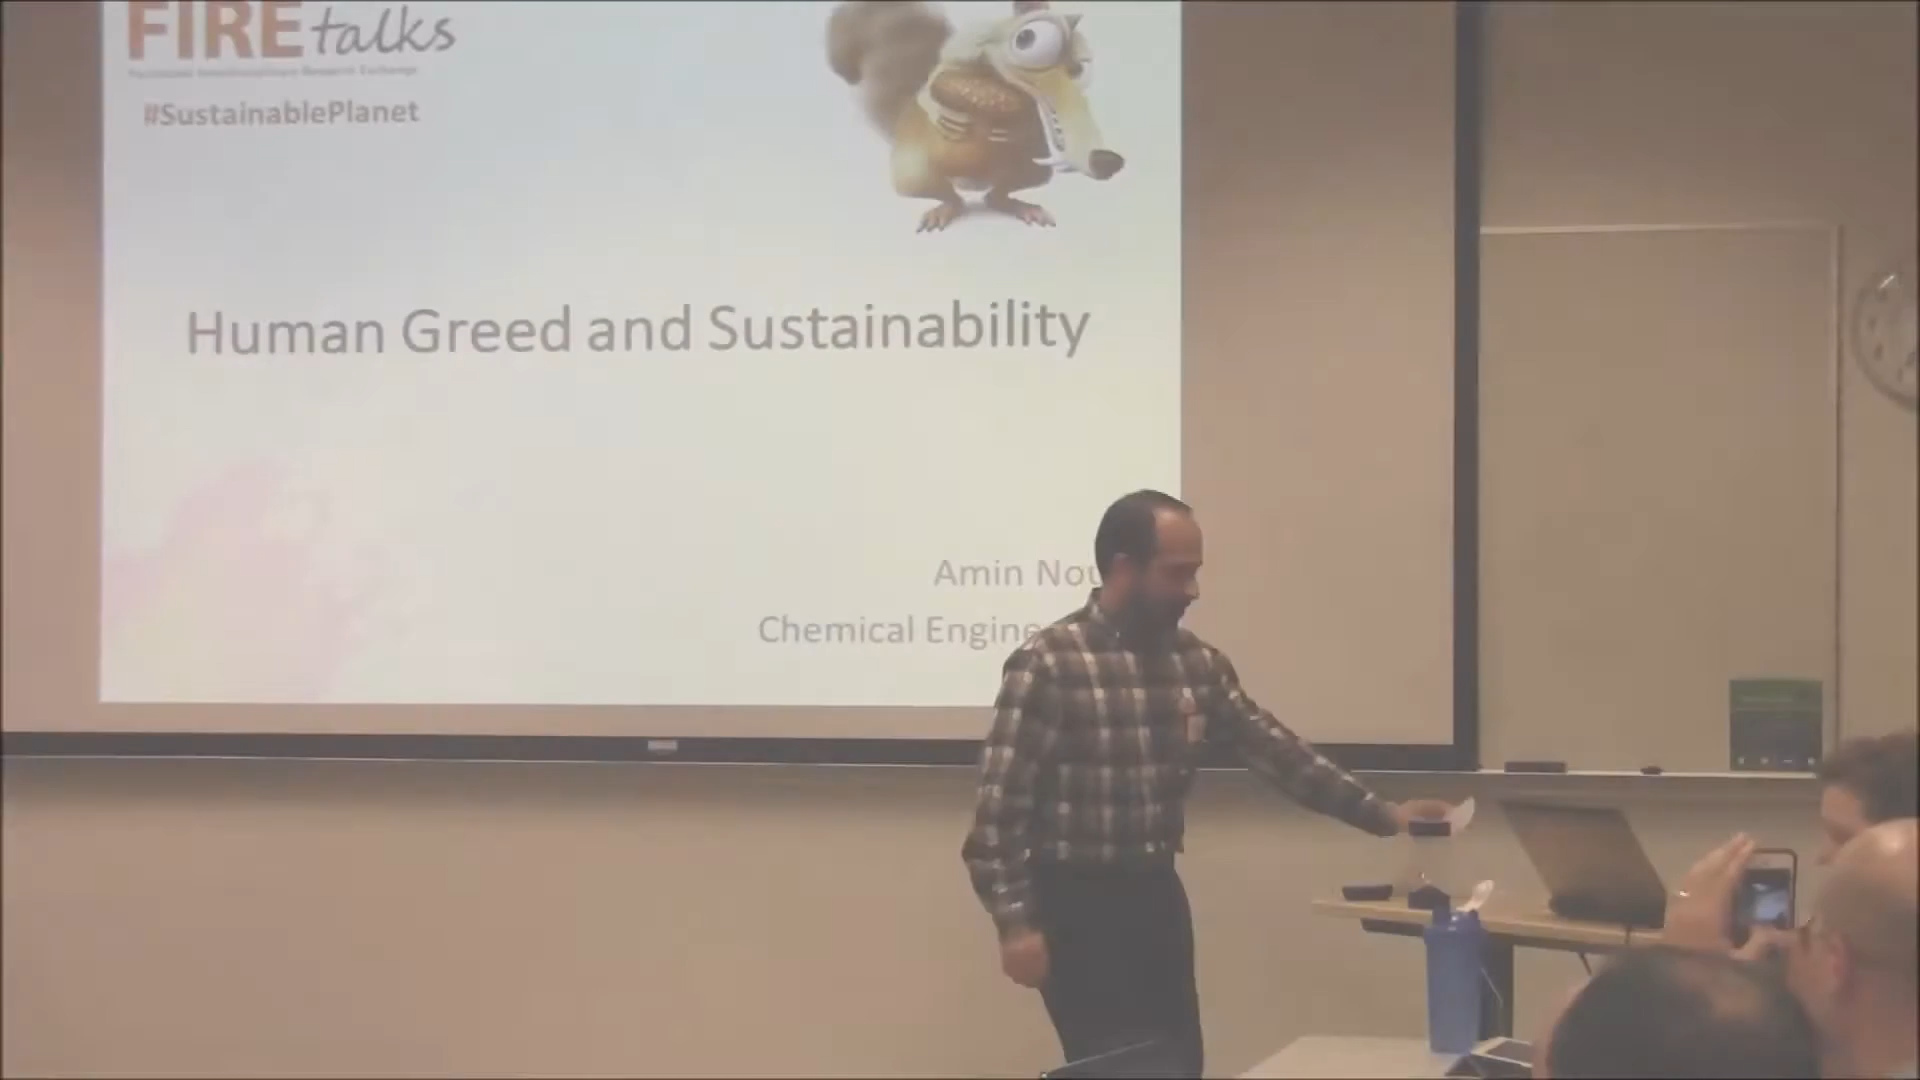 FIRE talks
#SustainablePlanet
Human Greed and Sustainability
Amin
Chemical